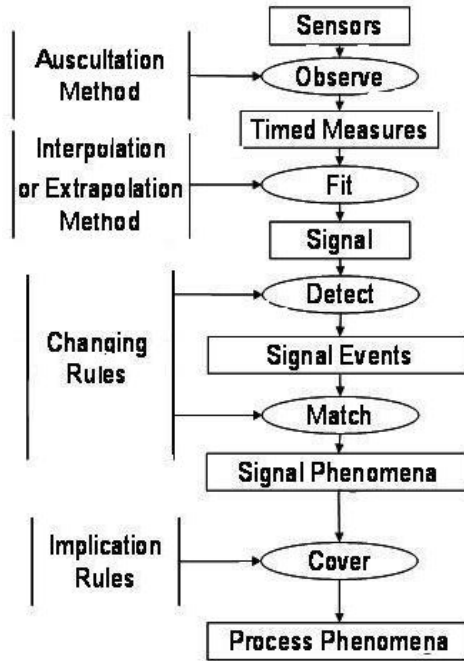 Sensors
Auscultation
Method
Observe
Timed Measures
Interpolation
or Extrapolation
Method
Fit
Signal
Detect
Changing
Rules
Signal Events
Match
Signal Phenomena
Implication
Rules
Cover
Process Phenomena